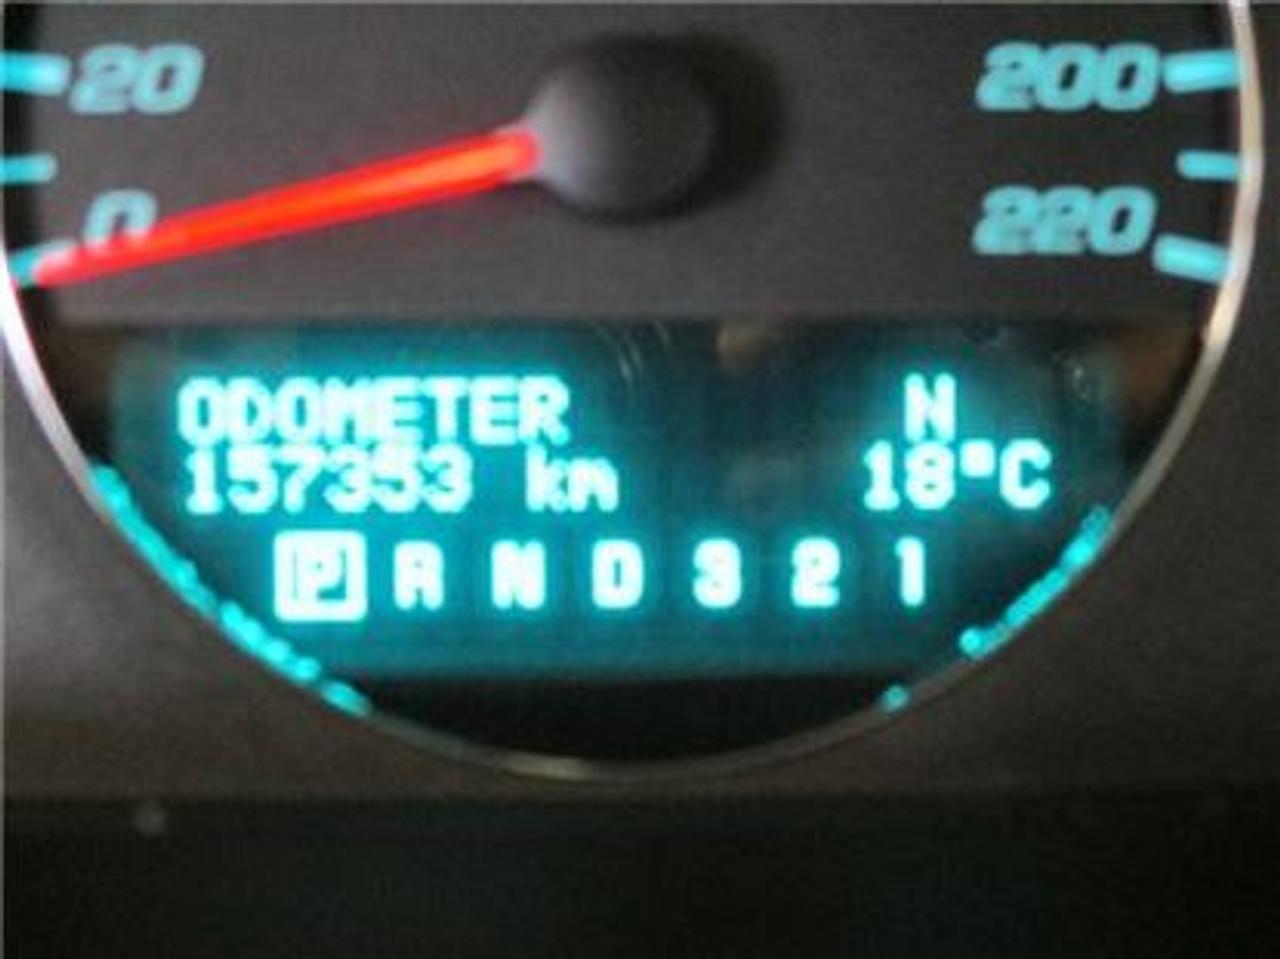 20 200
0 220
ODOMETER N
157353 km 18°C
P R N D 3 2 1